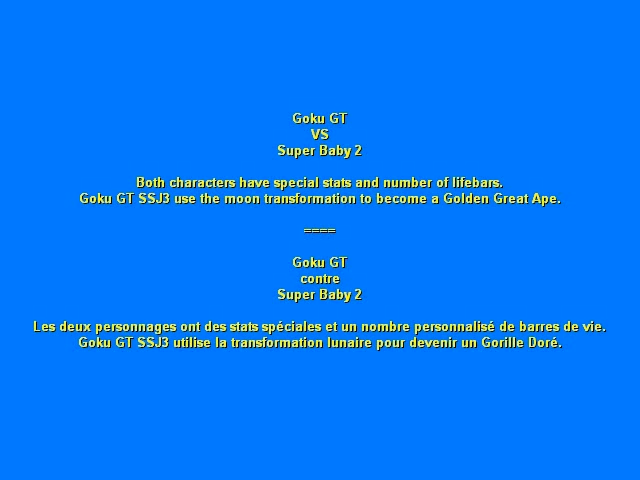 Goku GT
VS
Super Baby 2
Both characters have special stats and number of lifebars.
Goku GT SSJ3 use the moon transformation to become a Golden Great Ape.
====
Goku GT
contre
Super Baby 2
Les deux personnages ont des stats spéciales et un nombre personnalisé de barres de vie.
Goku GT SSJ3 utilise la transformation lunaire pour devenir un Gorille Doré.